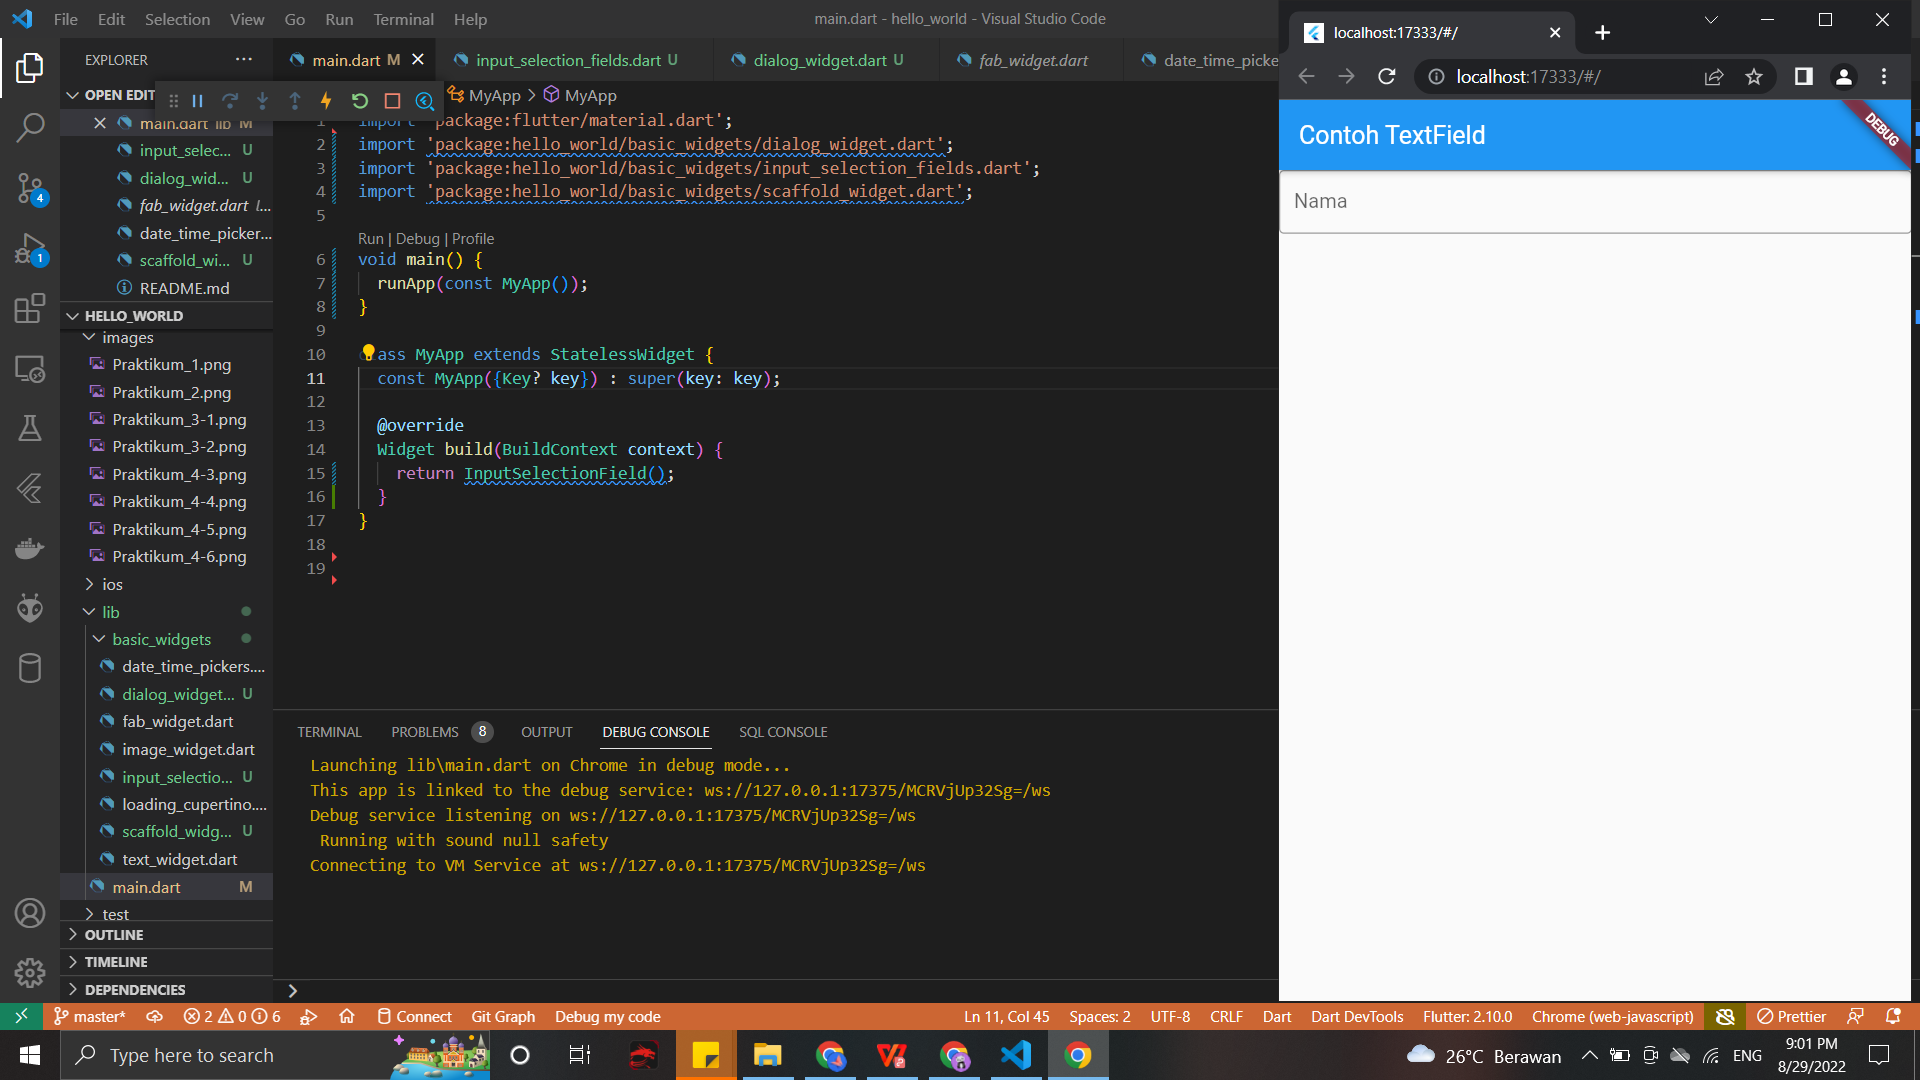 File Edit Selection View Go Run Terminal Help
main.dart - hello_world - Visual Studio Code
EXPLORER
OPEN EDIT
main.dart lib M
input_selec... U
dialog_wid... U
fab_widget.dart l...
date_time_picker...
scaffold_wi... U
README.md
HELLO_WORLD
images
Praktikum_1.png
Praktikum_2.png
Praktikum_3-1.png
Praktikum_3-2.png
Praktikum_4-3.png
Praktikum_4-4.png
Praktikum_4-5.png
Praktikum_4-6.png
ios
lib
basic_widgets
date_time_pickers....
dialog_widget... U
fab_widget.dart
image_widget.dart
input_selectio... U
loading_cupertino....
scaffold_widg... U
text_widget.dart
main.dart M
test
OUTLINE
TIMELINE
DEPENDENCIES
4
1
main.dart M
input_selection_fields.dart U
dialog_widget.dart U
fab_widget.dart
date_time_picke
MyApp > MyApp
1 import 'package:flutter/material.dart';
2 import 'package:hello_world/basic_widgets/dialog_widget.dart';
3 import 'package:hello_world/basic_widgets/input_selection_fields.dart';
4 import 'package:hello_world/basic_widgets/scaffold_widget.dart';
5
Run | Debug | Profile
6 void main() {
7 runApp(const MyApp());
8 }
9
10 ass MyApp extends StatelessWidget {
11 const MyApp({Key? key}) : super(key: key);
12
13 @override
14 Widget build(BuildContext context) {
15 return InputSelectionField();
16 }
17 }
18
19
TERMINAL PROBLEMS 8 OUTPUT DEBUG CONSOLE SQL CONSOLE
Launching lib\main.dart on Chrome in debug mode...
This app is linked to the debug service: ws://127.0.0.1:17375/MCRVjUp32Sg=/ws
Debug service listening on ws://127.0.0.1:17375/MCRVjUp32Sg=/ws
Running with sound null safety
Connecting to VM Service at ws://127.0.0.1:17375/MCRVjUp32Sg=/ws
localhost:17333/#/
localhost:17333/#/
Contoh TextField
DEBUG
Nama
master* 2 0 6 Connect Git Graph Debug my code
Ln 11, Col 45 Spaces: 2 UTF-8 CRLF Dart Dart DevTools Flutter: 2.10.0 Chrome (web-javascript) Prettier
Type here to search
26°C Berawan
ENG
9:01 PM
8/29/2022